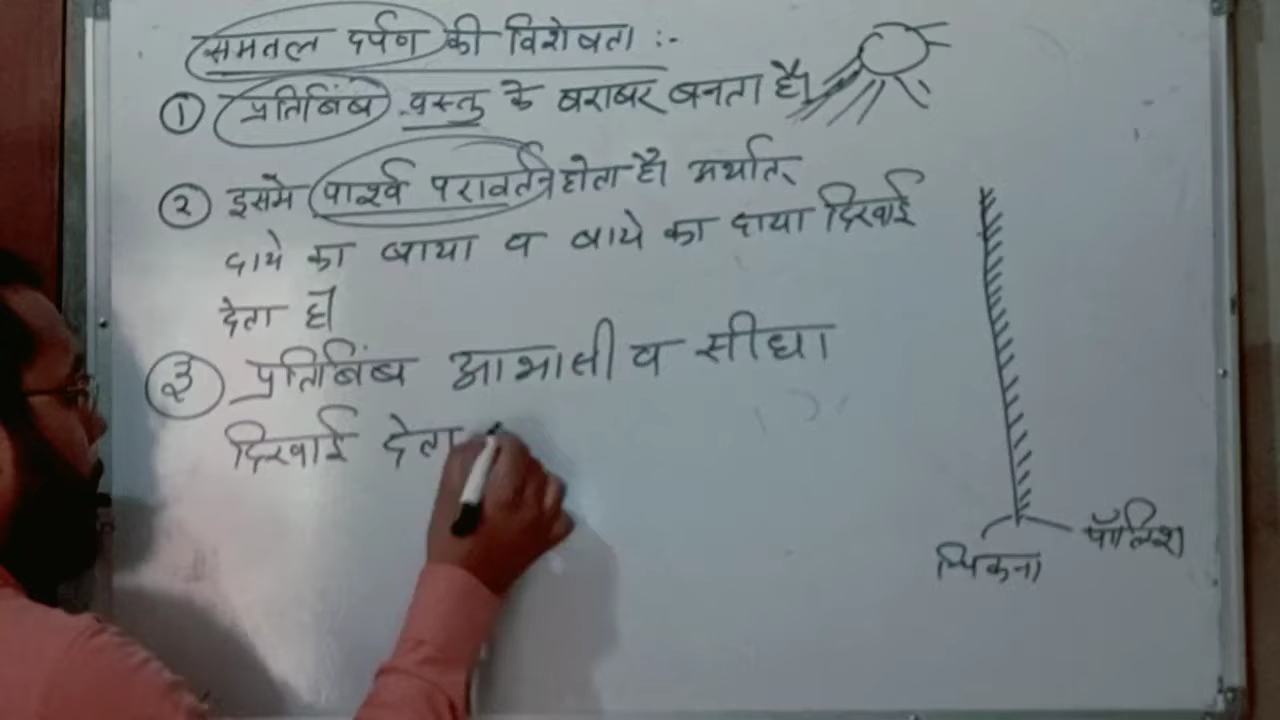 समतल दर्पण की विशेषता :-
① प्रतिबिंब वस्तु के बराबर बनता है।
② इसमे पार्श्व परावर्तन होता है। अर्थात्
दाये का बाया व बाये का दाया दिखाई
देता है।
③ प्रतिबिंब आभासी व सीधा
दिखाई देता
पॉलिश
चिकना